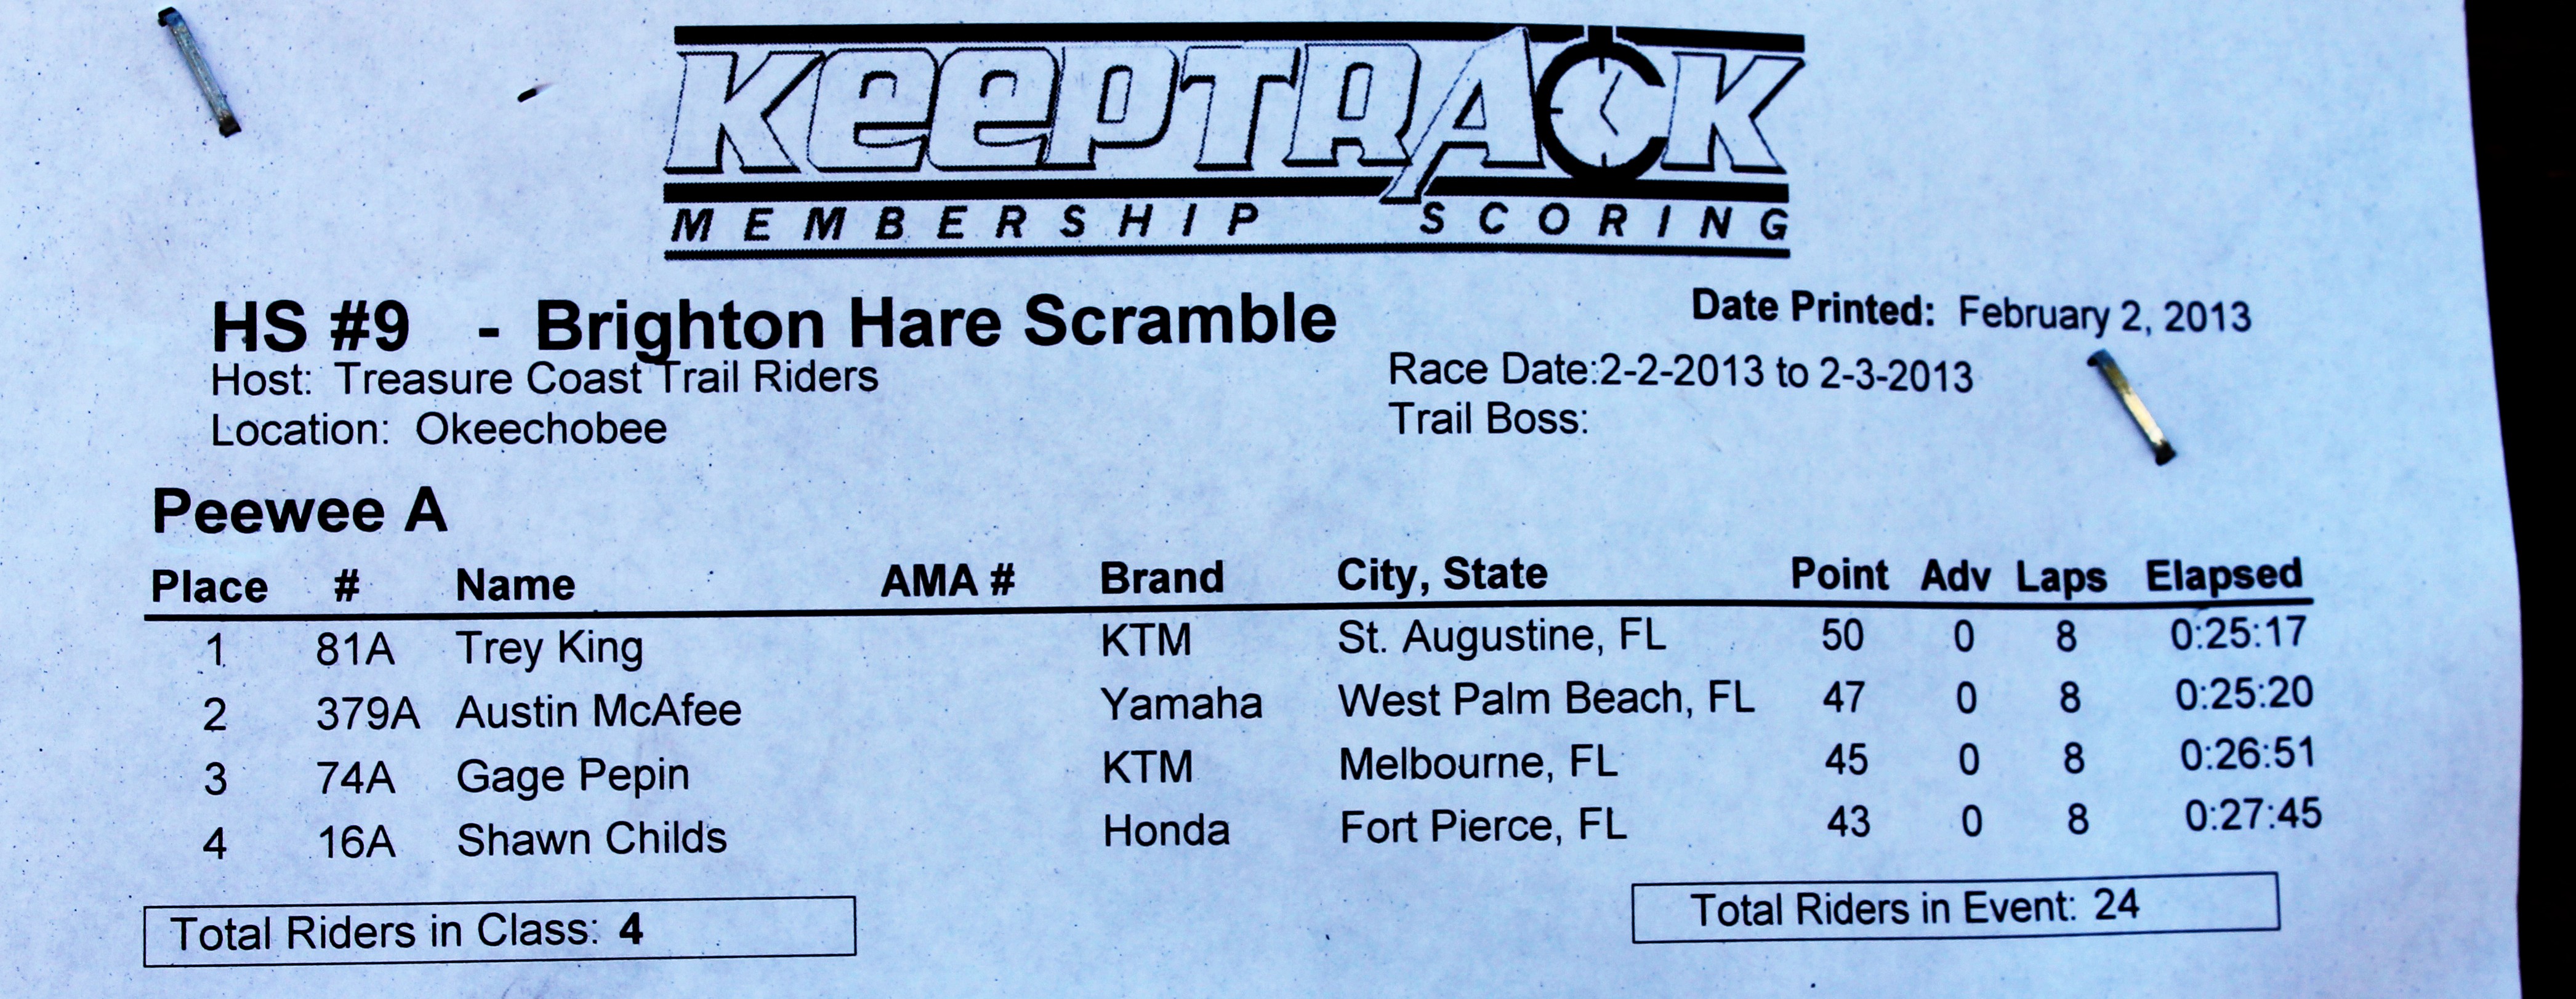 KEEPTRACK
MEMBERSHIP SCORING
HS #9 - Brighton Hare Scramble
Date Printed: February 2, 2013
Host: Treasure Coast Trail Riders
Race Date:2-2-2013 to 2-3-2013
Location: Okeechobee
Trail Boss:
Peewee A
Place # Name AMA # Brand City, State Point Adv Laps Elapsed
1 81A Trey King KTM St. Augustine, FL 50 0 8 0:25:17
2 379A Austin McAfee Yamaha West Palm Beach, FL 47 0 8 0:25:20
3 74A Gage Pepin KTM Melbourne, FL 45 0 8 0:26:51
4 16A Shawn Childs Honda Fort Pierce, FL 43 0 8 0:27:45
Total Riders in Class: 4
Total Riders in Event: 24